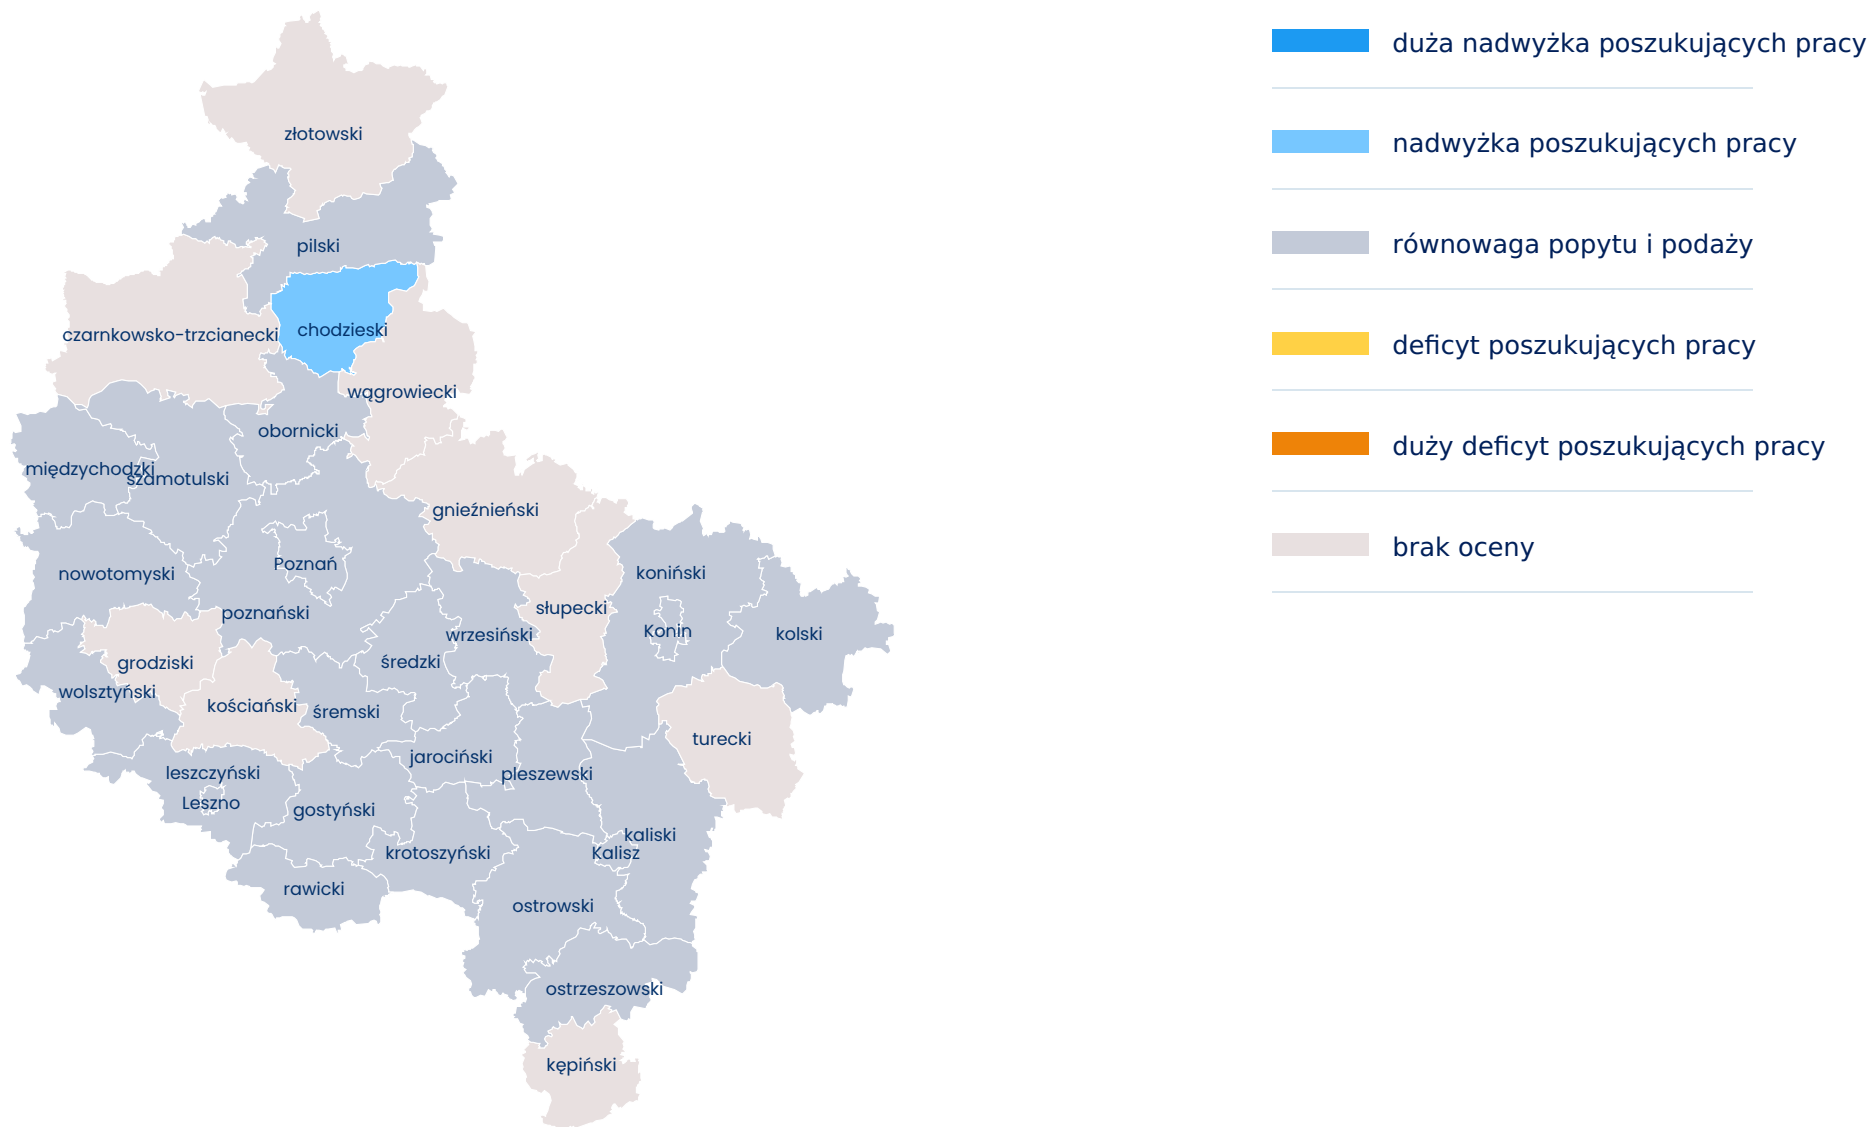 duża nadwyżka poszukujących pracy
nadwyżka poszukujących pracy
równowaga popytu i podaży
deficyt poszukujących pracy
duży deficyt poszukujących pracy
brak oceny
złotowski
pilski
chodzieski
czarnkowsko-trzcianecki
wągrowiecki
obornicki
międzychodzki
szamotulski
gnieźnieński
Poznań
nowotomyski
koniński
słupecki
poznański
Konin
wrzesiński
kolski
średzki
grodziski
wolsztyński
kościański
śremski
turecki
jarociński
leszczyński
pleszewski
Leszno
gostyński
kaliski
krotoszyński
Kalisz
rawicki
ostrowski
ostrzeszowski
kępiński